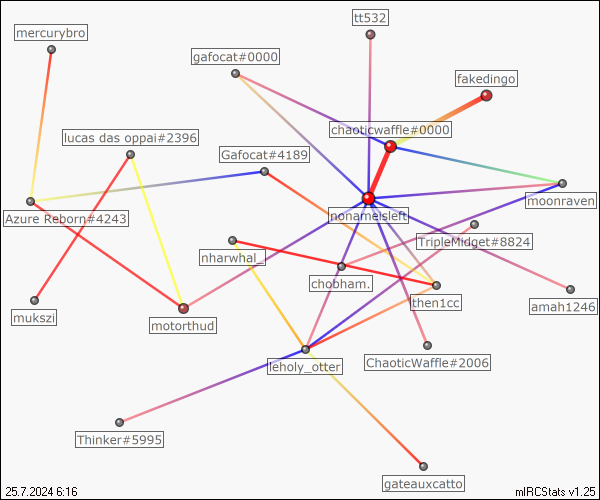 tt532
mercurybro
gafocat#0000
fakedingo
chaoticwaffle#0000
lucas das oppai#2396
Gafocat#4189
moonraven
Azure Reborn#4243
nonameisleft
TripleMidget#8824
nharwhal_
chobham.
then1cc
amah1246
mukszi
motorthud
ChaoticWaffle#2006
leholy_otter
Thinker#5995
gateauxcatto
25.7.2024 6:16
mIRCStats v1.25